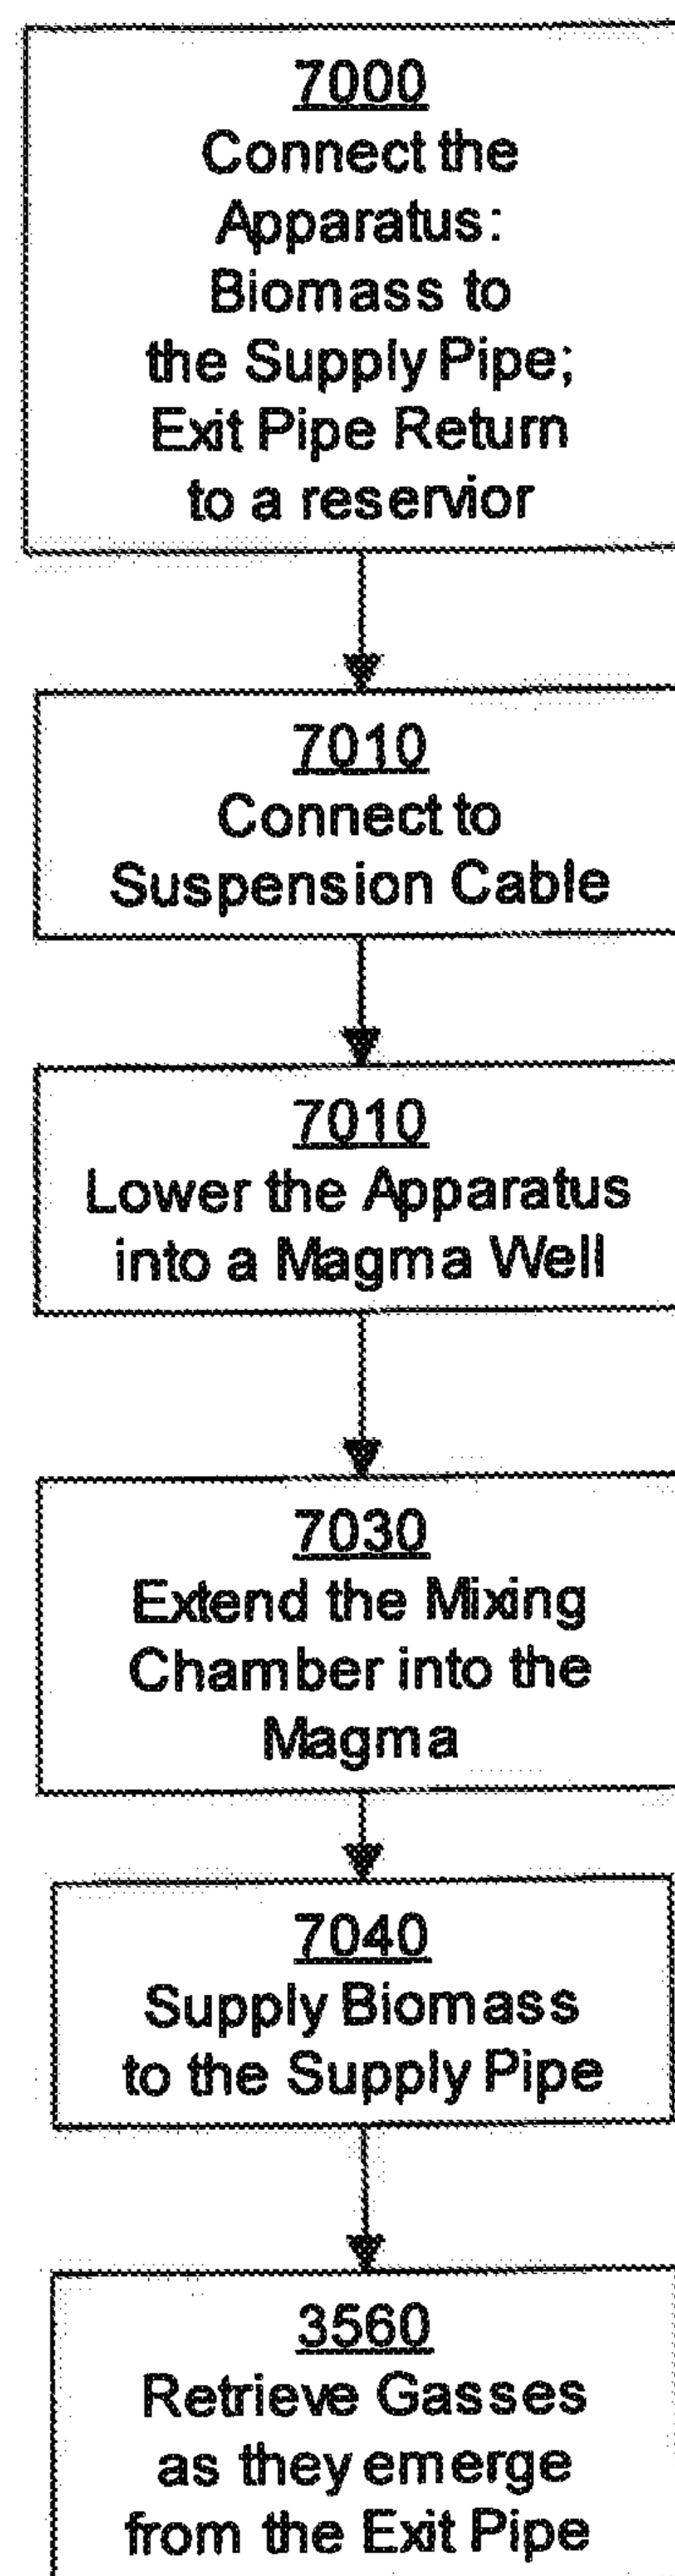 7000
Connect the
Apparatus:
Biomass to
the Supply Pipe;
Exit Pipe Return
to a reservior
7010
Connect to
Suspension Cable
7010
Lower the Apparatus
into a Magma Well
7030
Extend the Mixing
Chamber into the
Magma
7040
Supply Biomass
to the Supply Pipe
3560
Retrieve Gasses
as they emerge
from the Exit Pipe